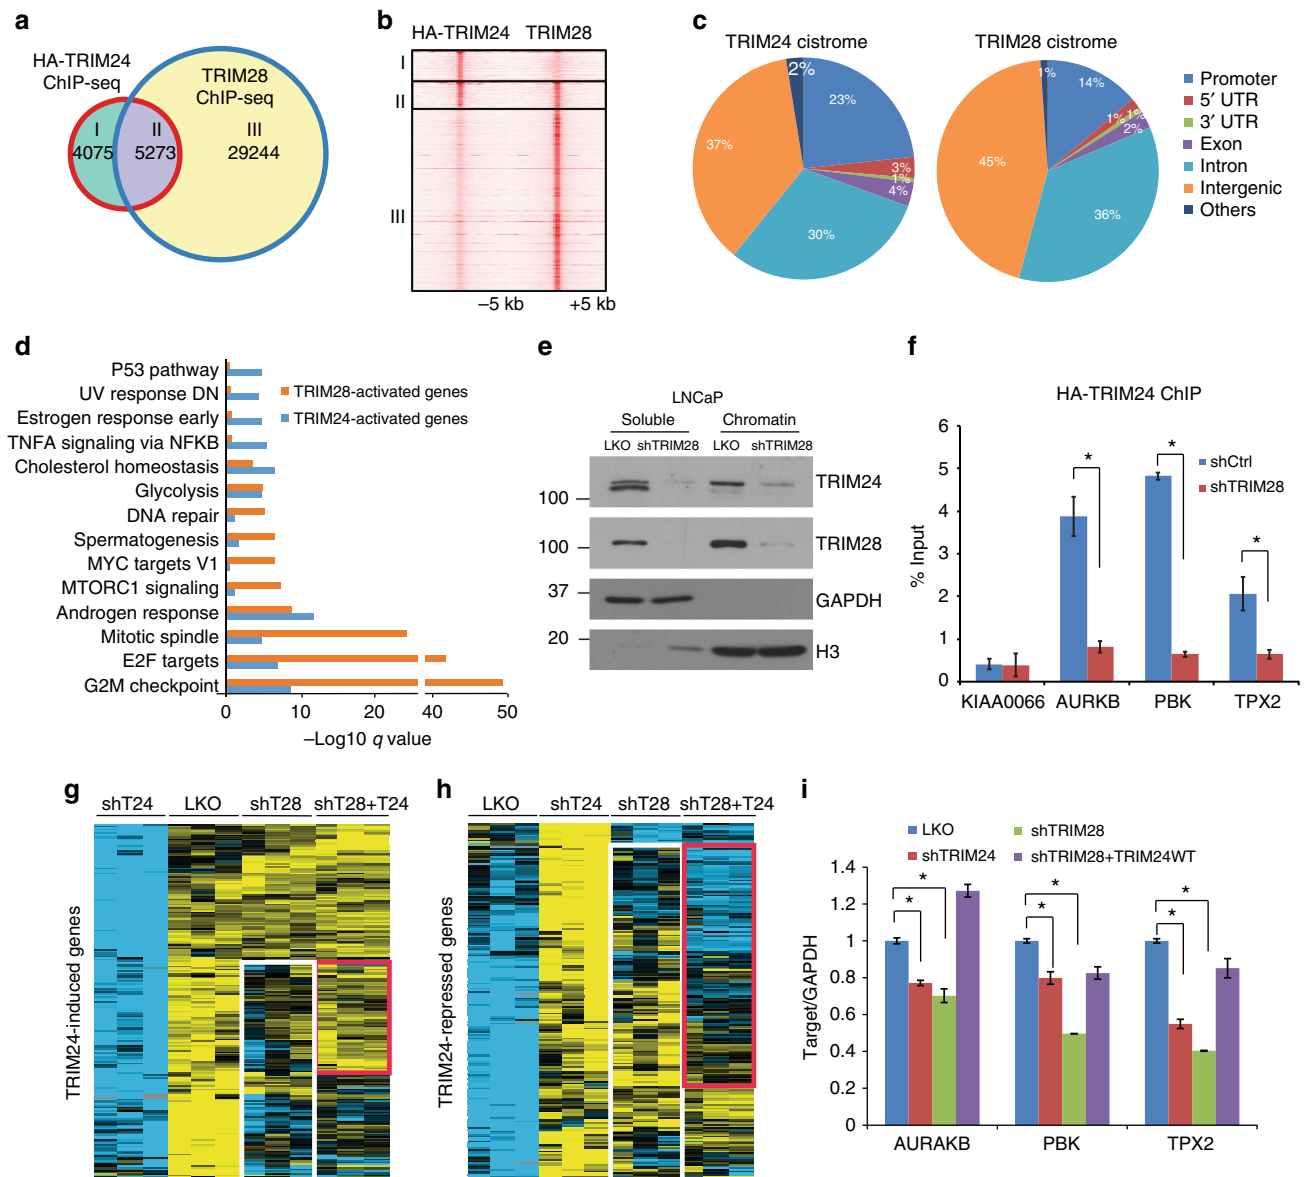 a
HA-TRIM24
ChIP-seq
TRIM28
ChIP-seq
I
II
III
4075
5273
29244
b
HA-TRIM24 TRIM28
I
II
III
–5 kb
+5 kb
c
TRIM24 cistrome
2%
23%
3%
1%
4%
30%
37%
TRIM28 cistrome
1%
14%
1%
1%
2%
36%
45%
Promoter
5′ UTR
3′ UTR
Exon
Intron
Intergenic
Others
d
P53 pathway
UV response DN
Estrogen response early
TNFA signaling via NFKB
Cholesterol homeostasis
Glycolysis
DNA repair
Spermatogenesis
MYC targets V1
MTORC1 signaling
Androgen response
Mitotic spindle
E2F targets
G2M checkpoint
TRIM28-activated genes
TRIM24-activated genes
0 10 20 40 50
–Log10 q value
e
LNCaP
Soluble Chromatin
LKO shTRIM28 LKO shTRIM28
100
TRIM24
100
TRIM28
37
GAPDH
20
H3
f
HA-TRIM24 ChIP
% Input
6
5
4
3
2
1
0
* * *
shCtrl
shTRIM28
KIAA0066 AURKB PBK TPX2
g
shT24 LKO shT28 shT28+T24
TRIM24-induced genes
h
LKO shT24 shT28 shT28+T24
TRIM24-repressed genes
i
LKO
shTRIM24
shTRIM28
shTRIM28+TRIM24WT
Target/GAPDH
1.4
1.2
1
0.8
0.6
0.4
0.2
0
* * *
* * *
AURAKB PBK TPX2